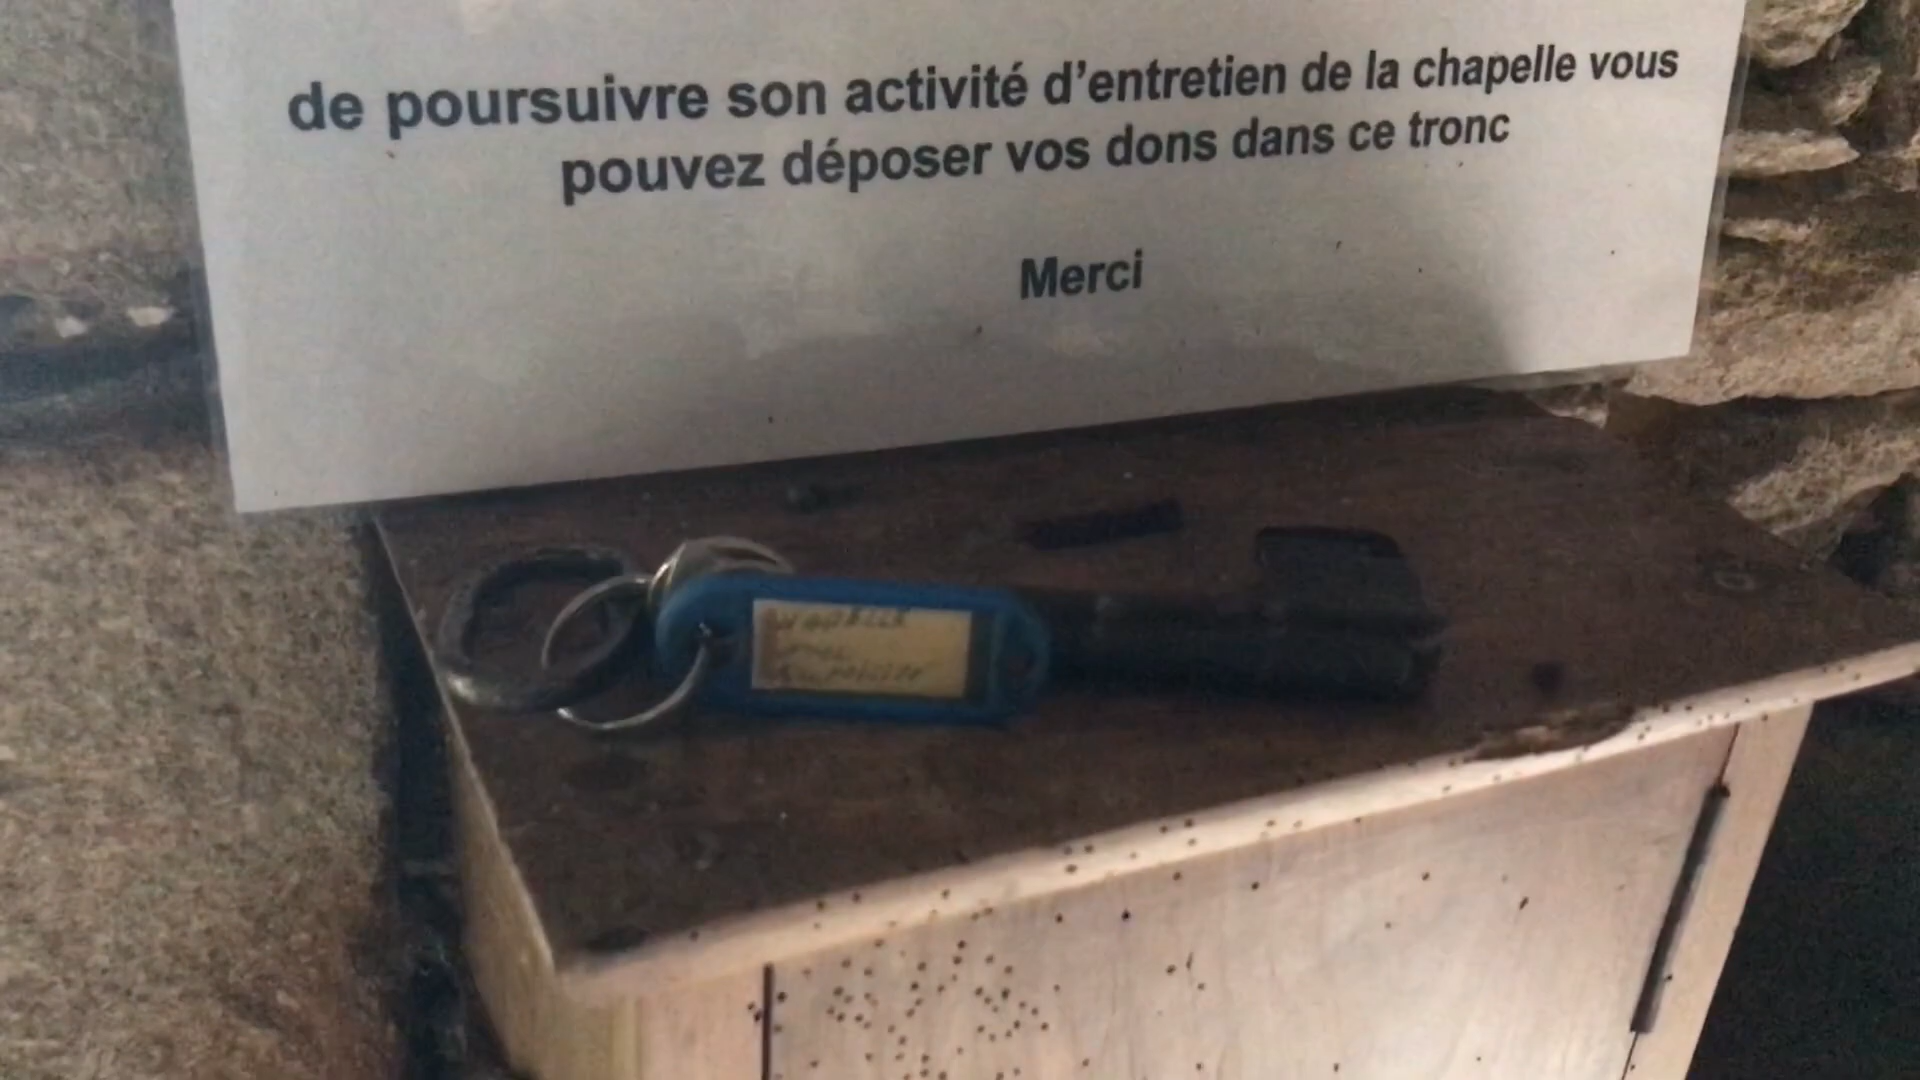 de poursuivre son activité d'entretien de la chapelle vous
pouvez déposer vos dons dans ce tronc
Merci